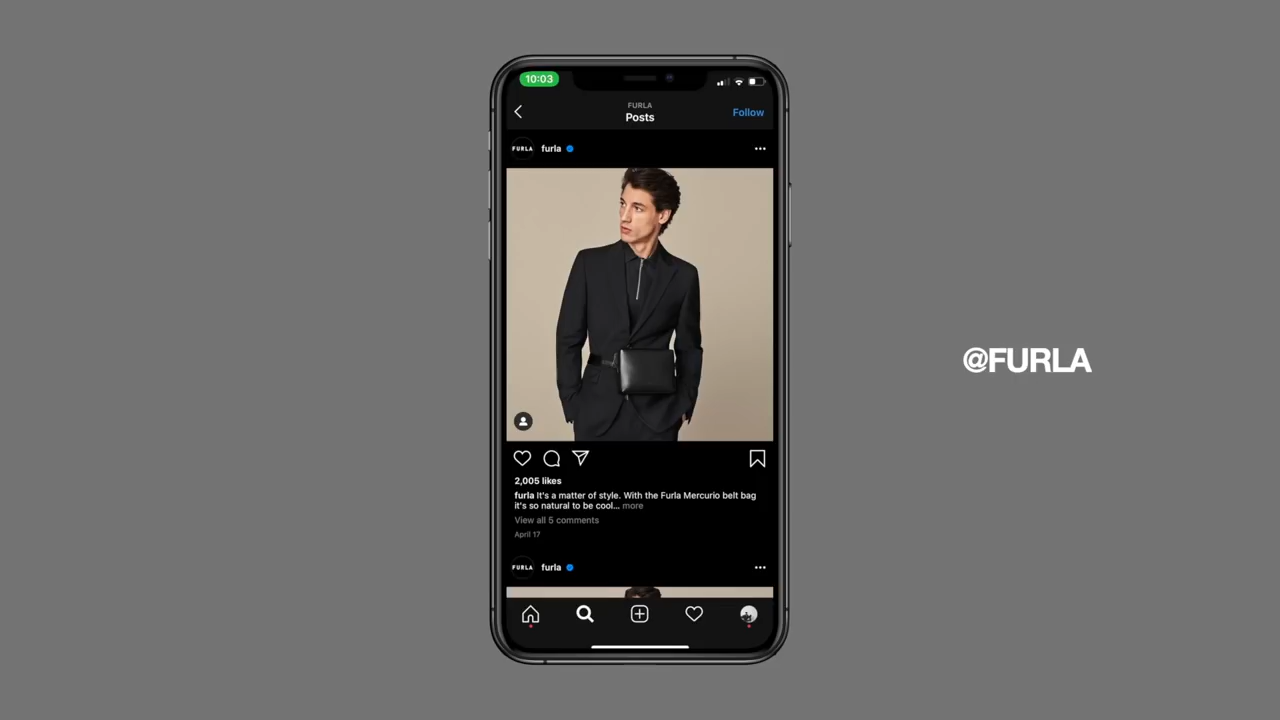 10:03
FURLA
Posts
Follow
FURLA
furla
@FURLA
2,005 likes
furla It's a matter of style. With the Furla Mercurio belt bag
it's so natural to be cool... more
View all 5 comments
April 17
FURLA
furla